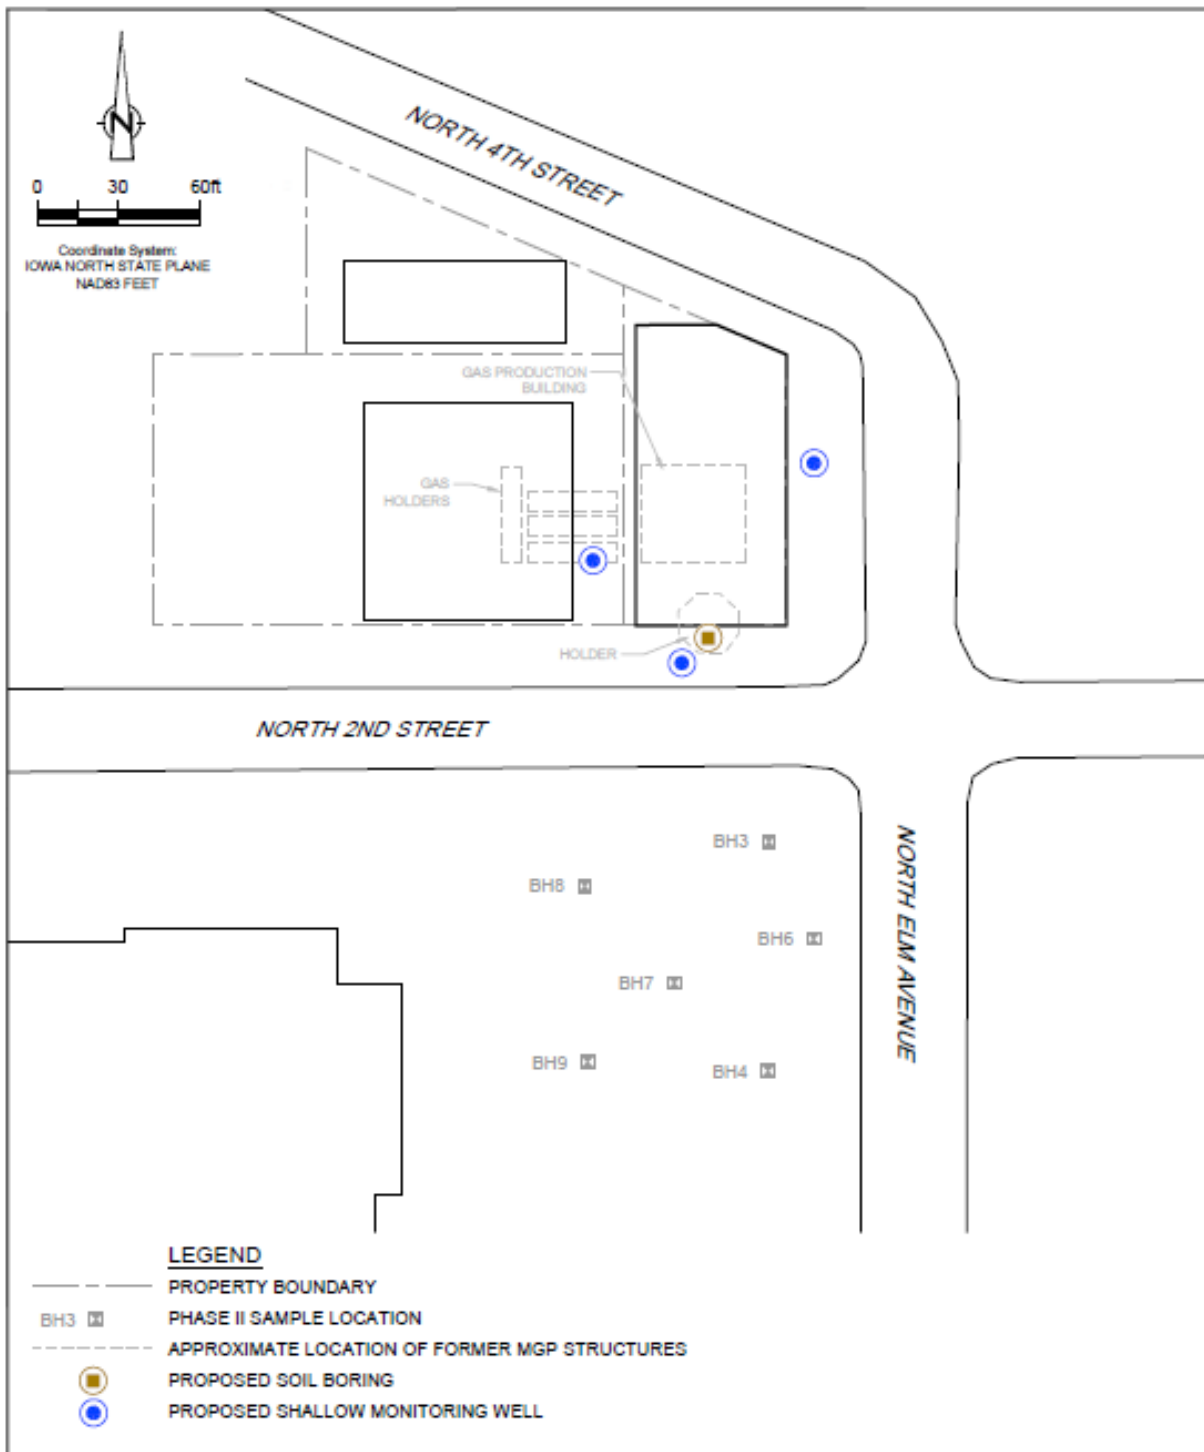 NORTH 4TH STREET
N
0 30 60ft
Coordinate System:
IOWA NORTH STATE PLANE
NAD83 FEET
GAS PRODUCTION
BUILDING
GAS
HOLDERS
HOLDER
NORTH 2ND STREET
NORTH ELM AVENUE
BH3
BH8
BH6
BH7
BH9
BH4
LEGEND
PROPERTY BOUNDARY
BH3 PHASE II SAMPLE LOCATION
APPROXIMATE LOCATION OF FORMER MGP STRUCTURES
PROPOSED SOIL BORING
PROPOSED SHALLOW MONITORING WELL